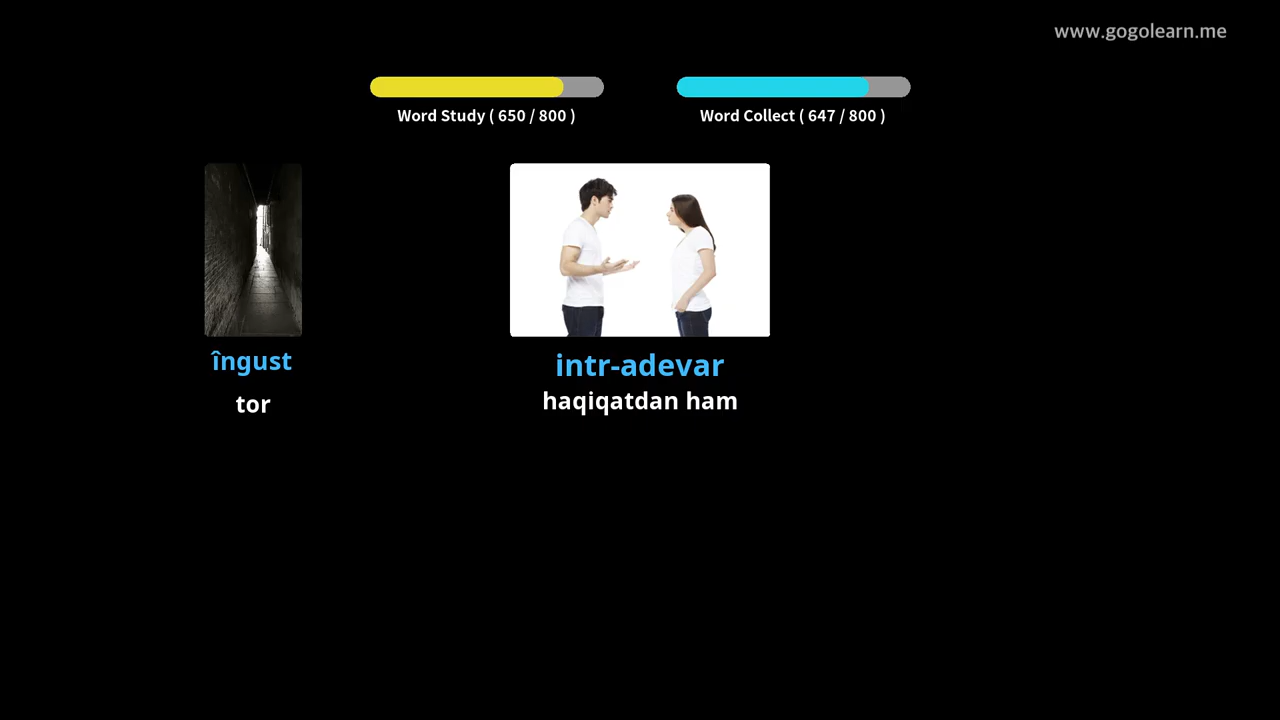 www.gogolearn.me
Word Study ( 650 / 800 )
Word Collect ( 647 / 800 )
îngust
tor
intr-adevar
haqiqatdan ham